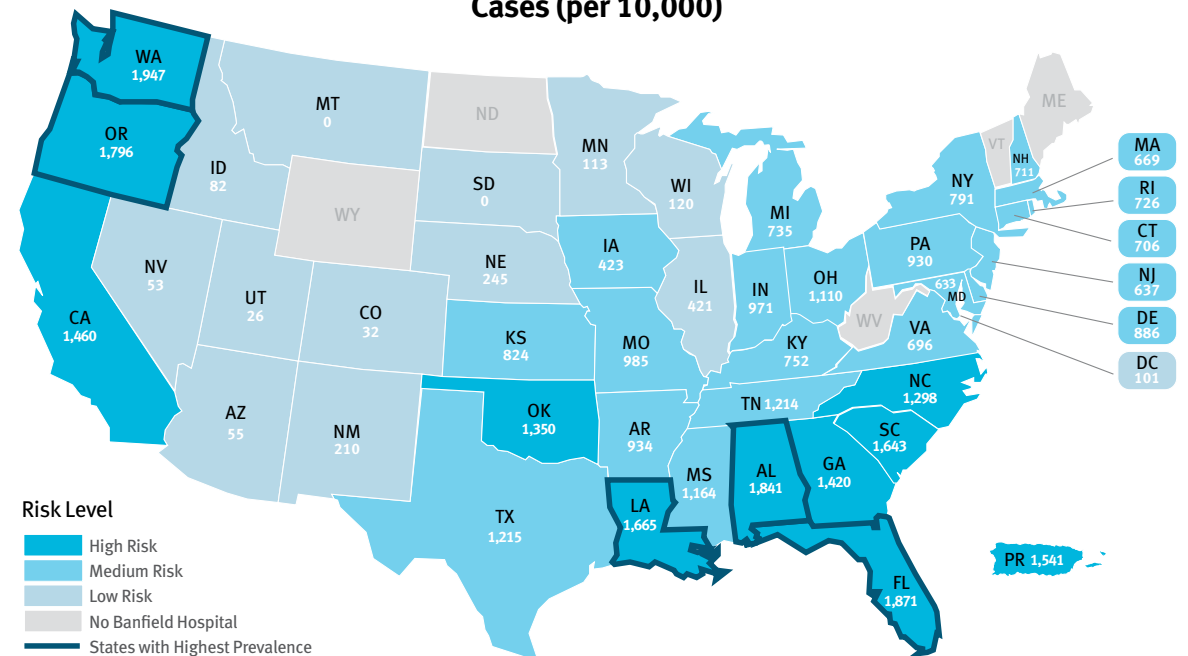 Cases (per 10,000)
WA
1,947
OR
1,796
CA
1,460
MT
0
ID
82
WY
NV
53
UT
26
CO
32
AZ
55
NM
210
ND
SD
0
NE
245
KS
824
OK
1,350
TX
1,215
MN
113
IA
423
MO
985
AR
934
LA
1,665
WI
120
IL
421
MS
1,164
MI
735
IN
971
OH
1,110
KY
752
TN 1,214
AL
1,841
GA
1,420
FL
1,871
SC
1,643
NC
1,298
VA
696
WV
633
MD
PA
930
NY
791
VT
NH
711
ME
MA
669
RI
726
CT
706
NJ
637
DE
886
DC
101
PR 1,541
Risk Level
High Risk
Medium Risk
Low Risk
No Banfield Hospital
States with Highest Prevalence